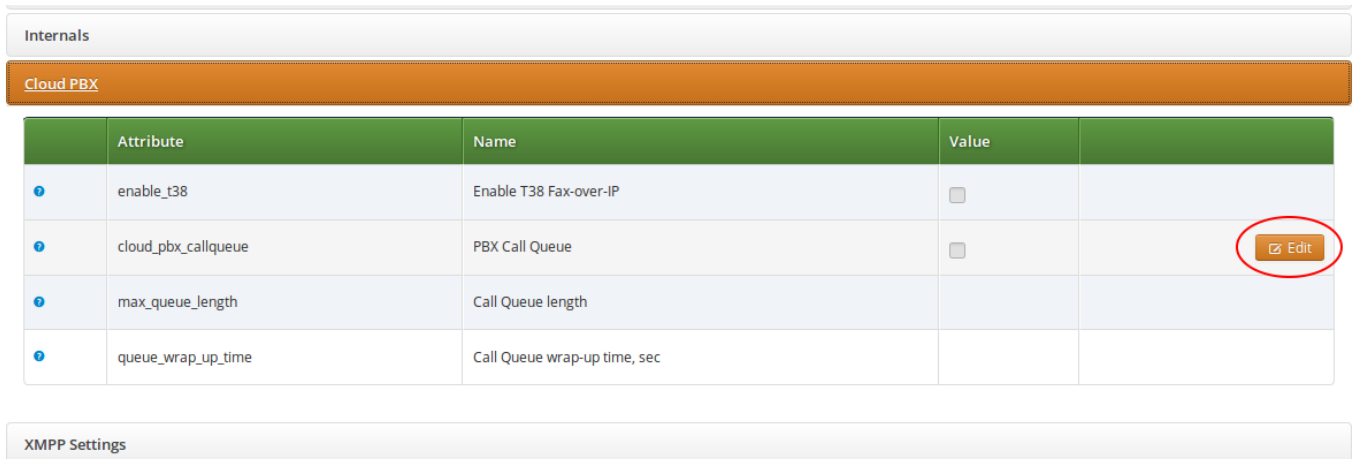 Internals
Cloud PBX
Attribute Name Value
enable_t38 Enable T38 Fax-over-IP
cloud_pbx_callqueue PBX Call Queue Edit
max_queue_length Call Queue length
queue_wrap_up_time Call Queue wrap-up time, sec
XMPP Settings